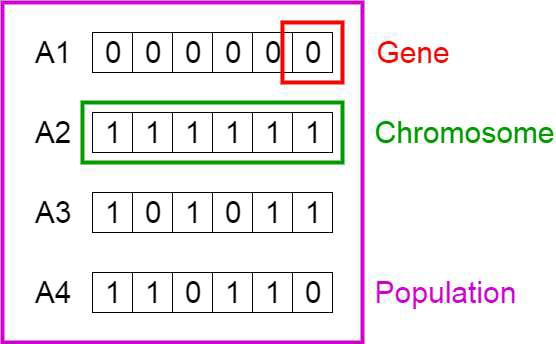 A1 0 0 0 0 0 0 Gene
A2 1 1 1 1 1 1 Chromosome
A3 1 0 1 0 1 1
A4 1 1 0 1 1 0 Population